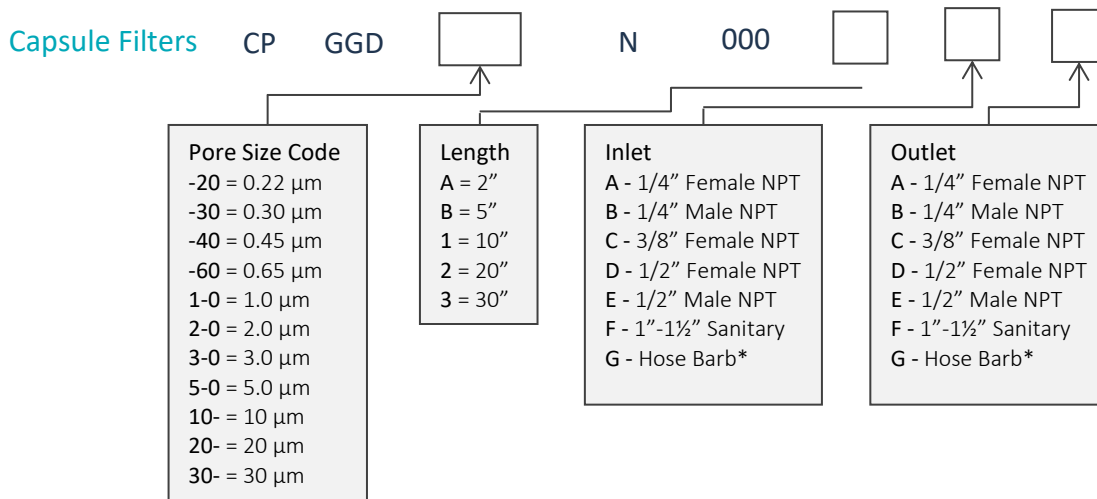 Capsule Filters CP GGD N 000
Pore Size Code
-20 = 0.22 µm
-30 = 0.30 µm
-40 = 0.45 µm
-60 = 0.65 µm
1-0 = 1.0 µm
2-0 = 2.0 µm
3-0 = 3.0 µm
5-0 = 5.0 µm
10- = 10 µm
20- = 20 µm
30- = 30 µm
Length
A = 2”
B = 5”
1 = 10”
2 = 20”
3 = 30”
Inlet
A - 1/4” Female NPT
B - 1/4” Male NPT
C - 3/8” Female NPT
D - 1/2” Female NPT
E - 1/2” Male NPT
F - 1”-1½” Sanitary
G - Hose Barb*
Outlet
A - 1/4” Female NPT
B - 1/4” Male NPT
C - 3/8” Female NPT
D - 1/2” Female NPT
E - 1/2” Male NPT
F - 1”-1½” Sanitary
G - Hose Barb*